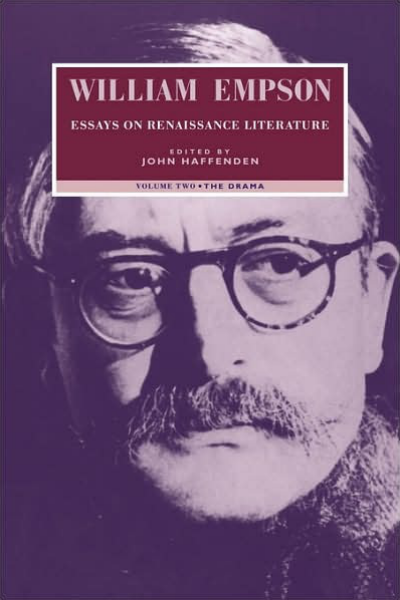 WILLIAM EMPSON
ESSAYS ON RENAISSANCE LITERATURE
EDITED BY
JOHN HAFFENDEN
VOLUME TWO • THE DRAMA